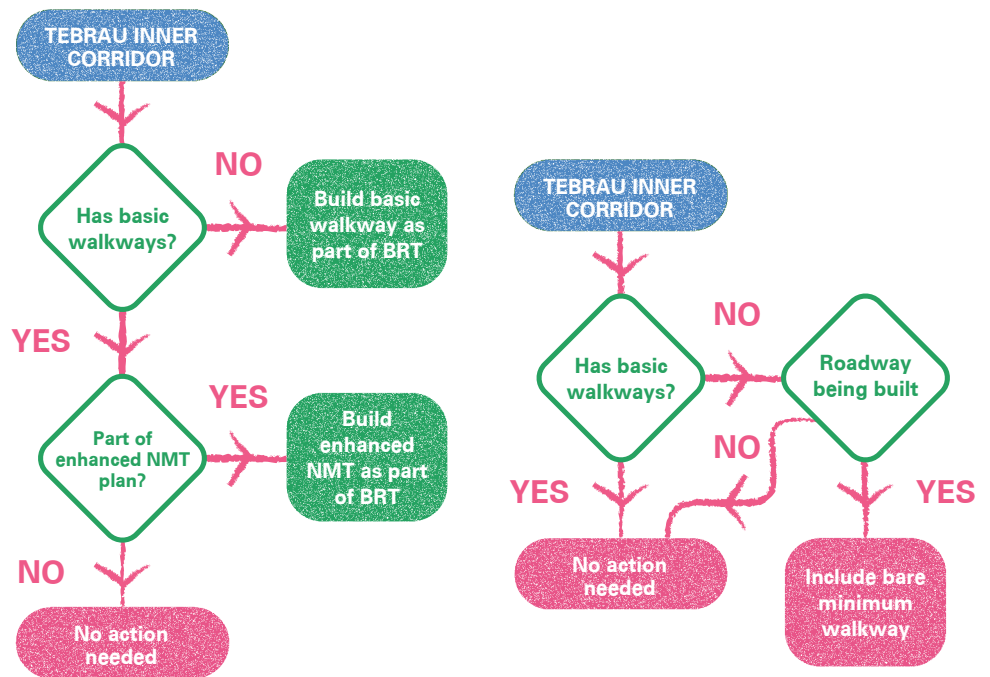 TEBRAU INNER
CORRIDOR
Has basic
walkways?
NO
Build basic
walkway as
part of BRT
YES
Part of
enhanced NMT
plan?
YES
Build
enhanced
NMT as part
of BRT
NO
No action
needed
TEBRAU INNER
CORRIDOR
Has basic
walkways?
NO
Roadway
being built
NO
YES
YES
No action
needed
Include bare
minimum
walkway